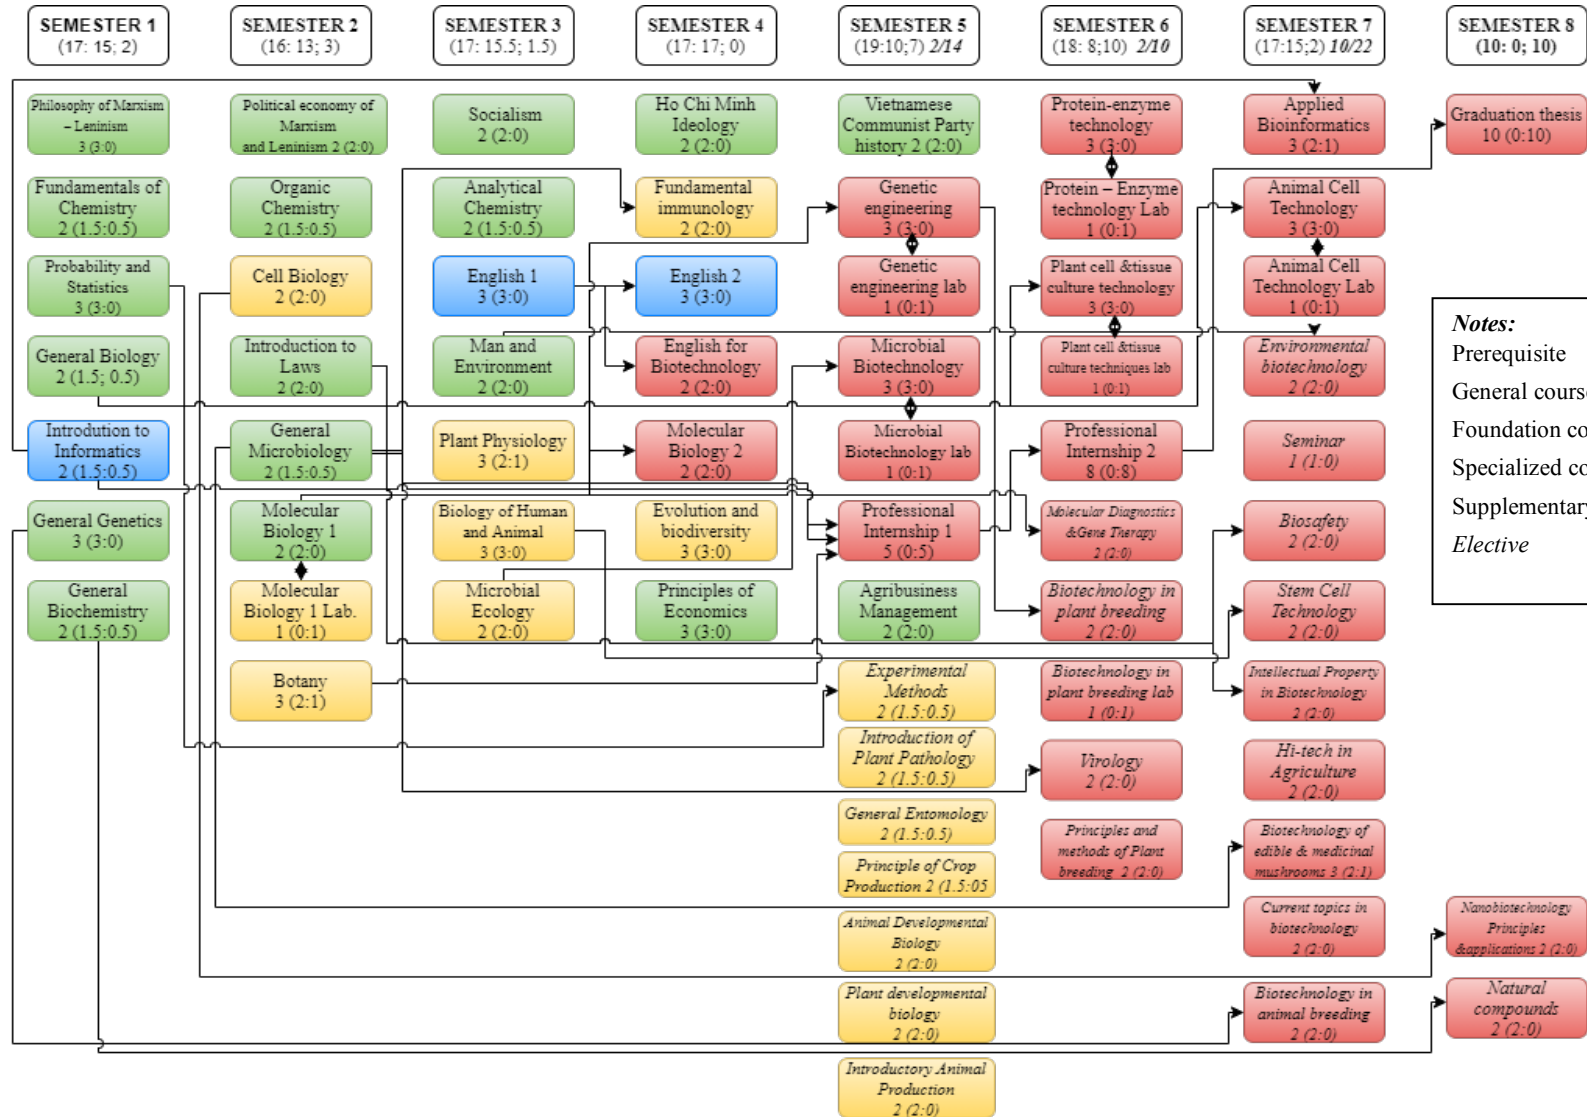 SEMESTER 1
(17: 15; 2)
SEMESTER 2
(16: 13; 3)
SEMESTER 3
(17: 15.5; 1.5)
SEMESTER 4
(17: 17; 0)
SEMESTER 5
(19:10;7) 2/14
SEMESTER 6
(18: 8;10) 2/10
SEMESTER 7
(17:15;2) 10/22
SEMESTER 8
(10: 0; 10)
Philosophy of Marxism
– Leninism
3 (3:0)
Fundamentals of
Chemistry
2 (1.5:0.5)
Probability and
Statistics
3 (3:0)
General Biology
2 (1.5; 0.5)
Introdution to
Informatics
2 (1.5:0.5)
General Genetics
3 (3:0)
General
Biochemistry
2 (1.5:0.5)
Political economy of
Marxism
and Leninism 2 (2:0)
Organic
Chemistry
2 (1.5:0.5)
Cell Biology
2 (2:0)
Introduction to
Laws
2 (2:0)
General
Microbiology
2 (1.5:0.5)
Molecular
Biology 1
2 (2:0)
Molecular
Biology 1 Lab.
1 (0:1)
Botany
3 (2:1)
Socialism
2 (2:0)
Analytical
Chemistry
2 (1.5:0.5)
English 1
3 (3:0)
Man and
Environment
2 (2:0)
Plant Physiology
3 (2:1)
Biology of Human
and Animal
3 (3:0)
Microbial
Ecology
2 (2:0)
Ho Chi Minh
Ideology
2 (2:0)
Fundamental
immunology
2 (2:0)
English 2
3 (3:0)
English for
Biotechnology
2 (2:0)
Molecular
Biology 2
2 (2:0)
Evolution and
biodiversity
3 (3:0)
Principles of
Economics
3 (3:0)
Vietnamese
Communist Party
history 2 (2:0)
Genetic
engineering
3 (3:0)
Genetic
engineering lab
1 (0:1)
Microbial
Biotechnology
3 (3:0)
Microbial
Biotechnology lab
1 (0:1)
Professional
Internship 1
5 (0:5)
Agribusiness
Management
2 (2:0)
Experimental
Methods
2 (1.5:0.5)
Introduction of
Plant Pathology
2 (1.5:0.5)
General Entomology
2 (1.5:0.5)
Principle of Crop
Production 2 (1.5:05
Animal Developmental
Biology
2 (2:0)
Plant developmental
biology
2 (2:0)
Introductory Animal
Production
2 (2:0)
Protein-enzyme
technology
3 (3:0)
Protein – Enzyme
technology Lab
1 (0:1)
Plant cell &tissue
culture technology
3 (3:0)
Plant cell &tissue
culture techniques lab
1 (0:1)
Professional
Internship 2
8 (0:8)
Molecular Diagnostics
&Gene Therapy
2 (2:0)
Biotechnology in
plant breeding
2 (2:0)
Biotechnology in
plant breeding lab
1 (0:1)
Virology
2 (2:0)
Principles and
methods of Plant
breeding 2 (2:0)
Applied
Bioinformatics
3 (2:1)
Animal Cell
Technology
3 (3:0)
Animal Cell
Technology Lab
1 (0:1)
Environmental
biotechnology
2 (2:0)
Seminar
1 (1:0)
Biosafety
2 (2:0)
Stem Cell
Technology
2 (2:0)
Intellectual Property
in Biotechnology
2 (2:0)
Hi-tech in
Agriculture
2 (2:0)
Biotechnology of
edible & medicinal
mushrooms 3 (2:1)
Current topics in
biotechnology
2 (2:0)
Biotechnology in
animal breeding
2 (2:0)
Graduation thesis
10 (0:10)
Nanobiotechnology
Principles
&applications 2 (2:0)
Natural
compounds
2 (2:0)
Notes:
Prerequisite
General cours
Foundation co
Specialized co
Supplementary
Elective